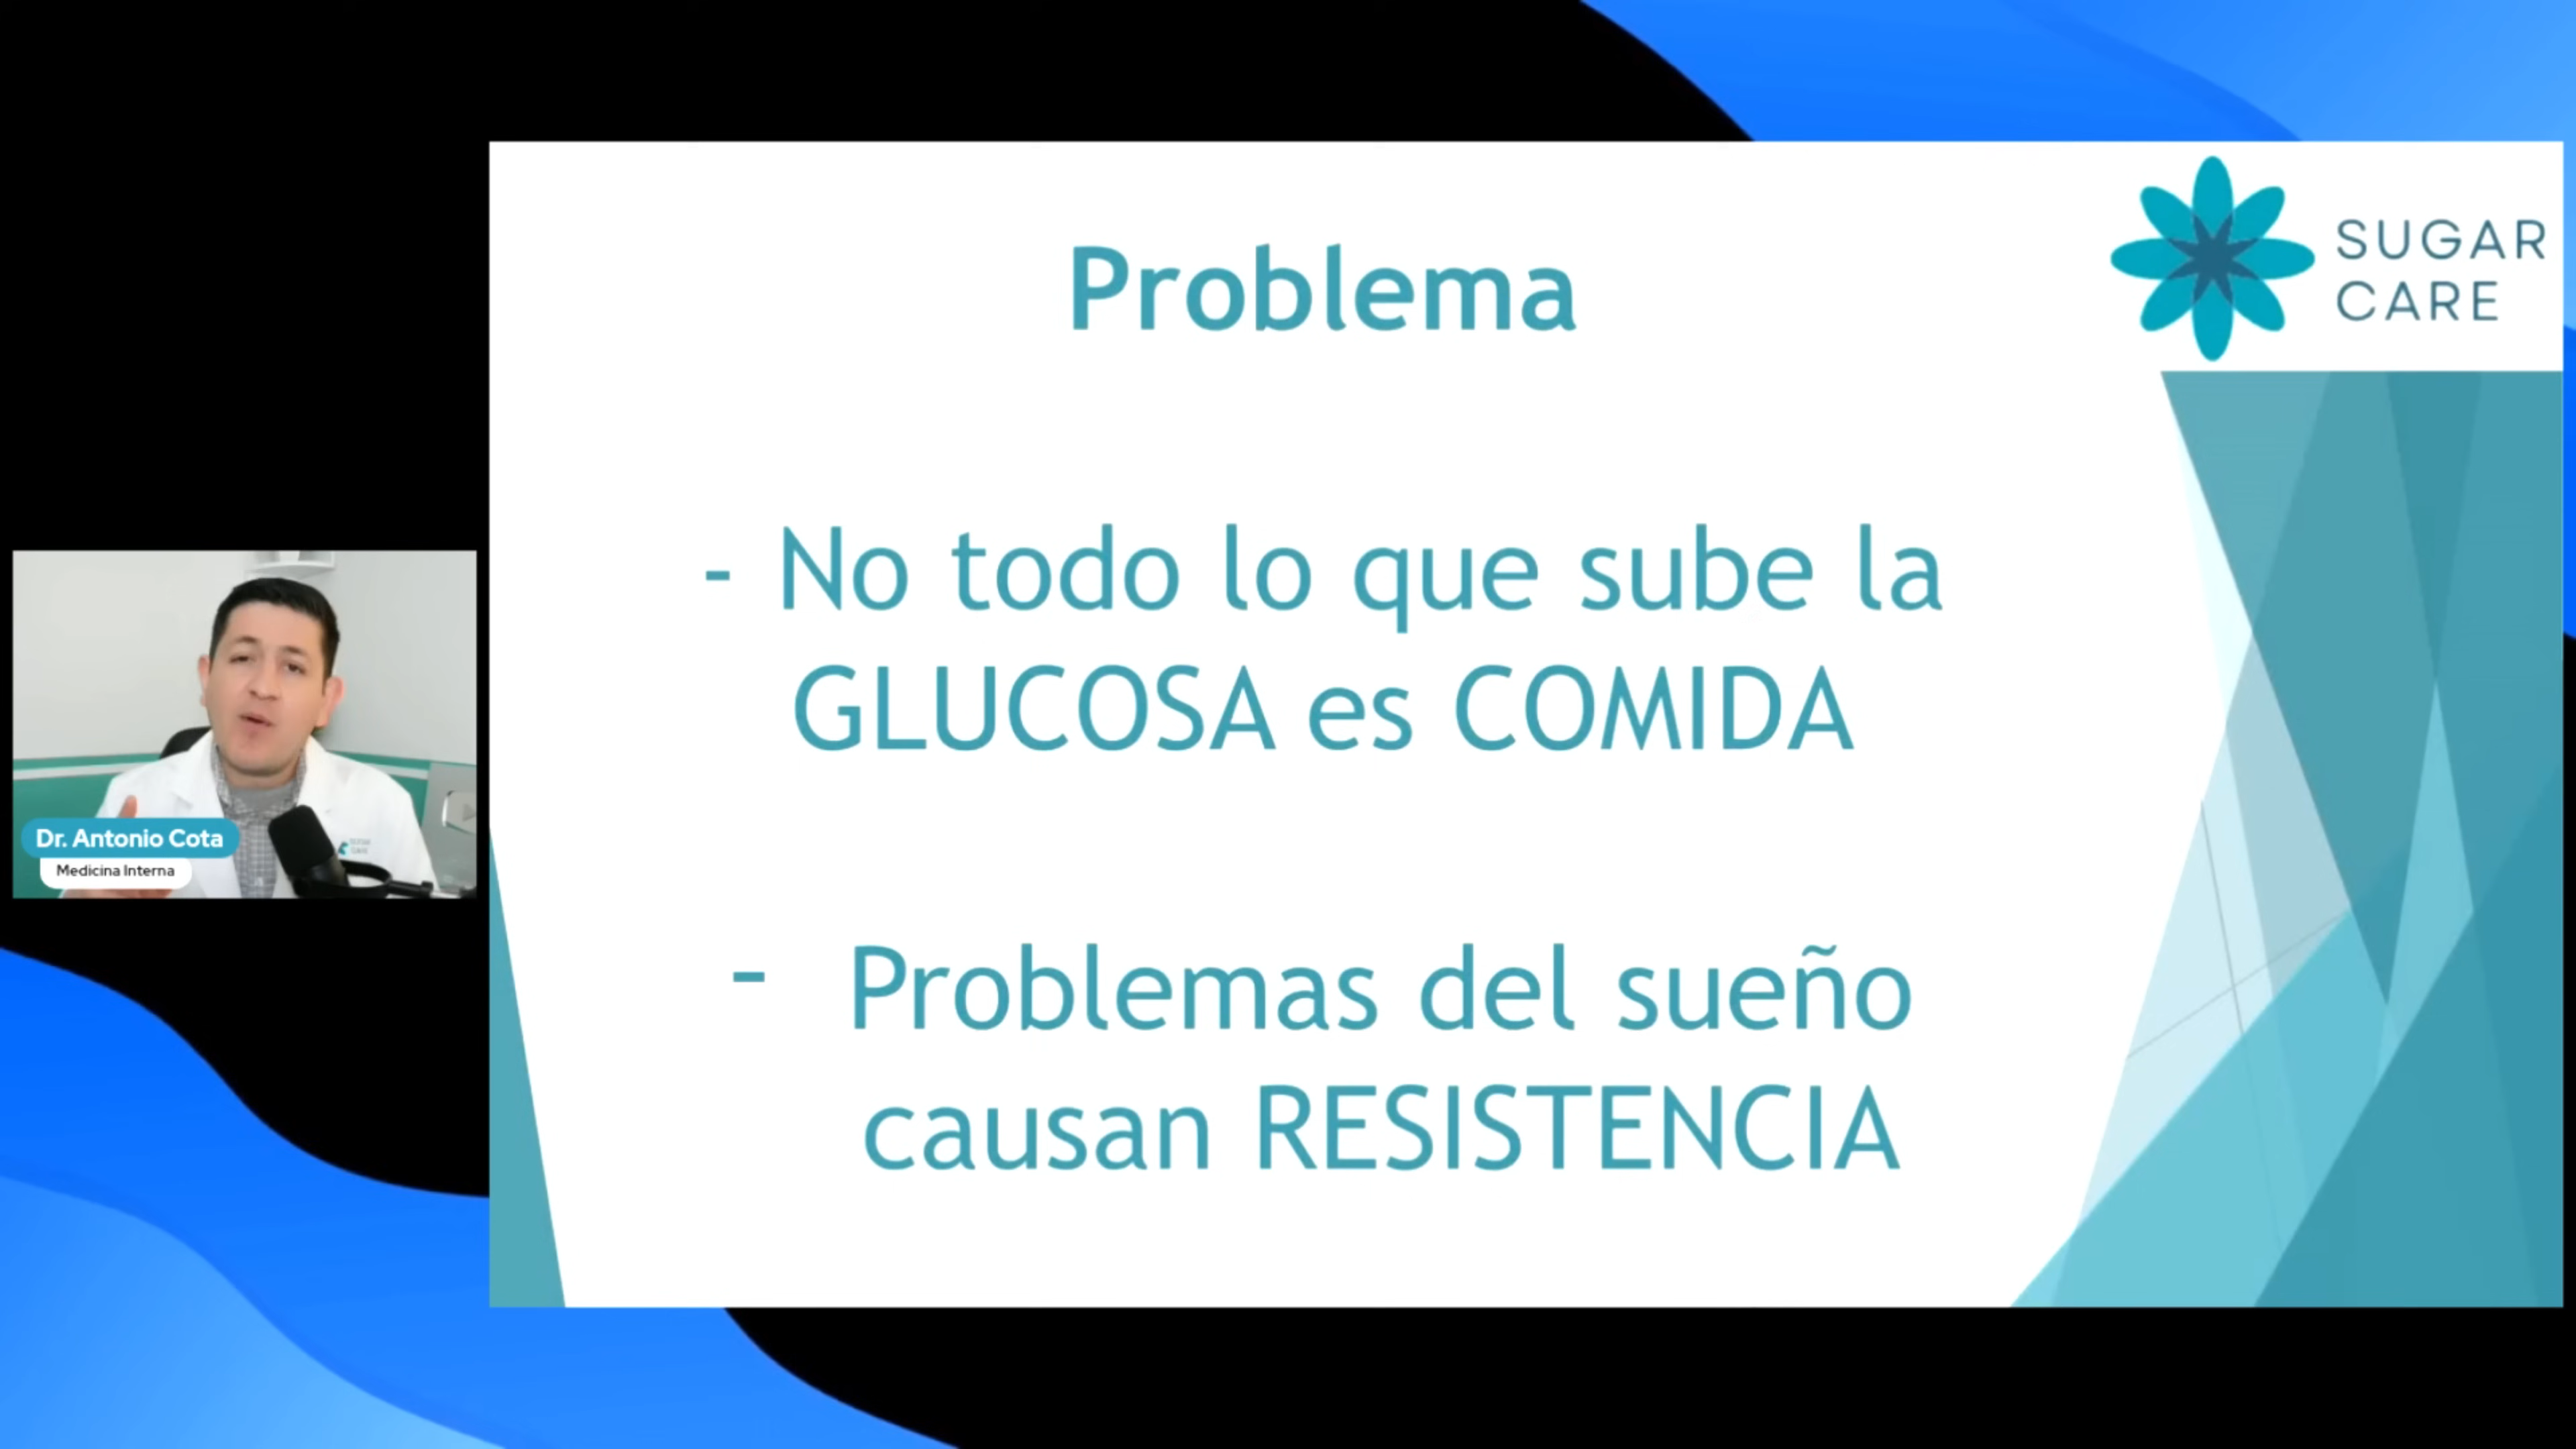 SUGAR
CARE
Problema
- No todo lo que sube la
GLUCOSA es COMIDA
- Problemas del sueño
causan RESISTENCIA
Dr. Antonio Cota
Medicina Interna